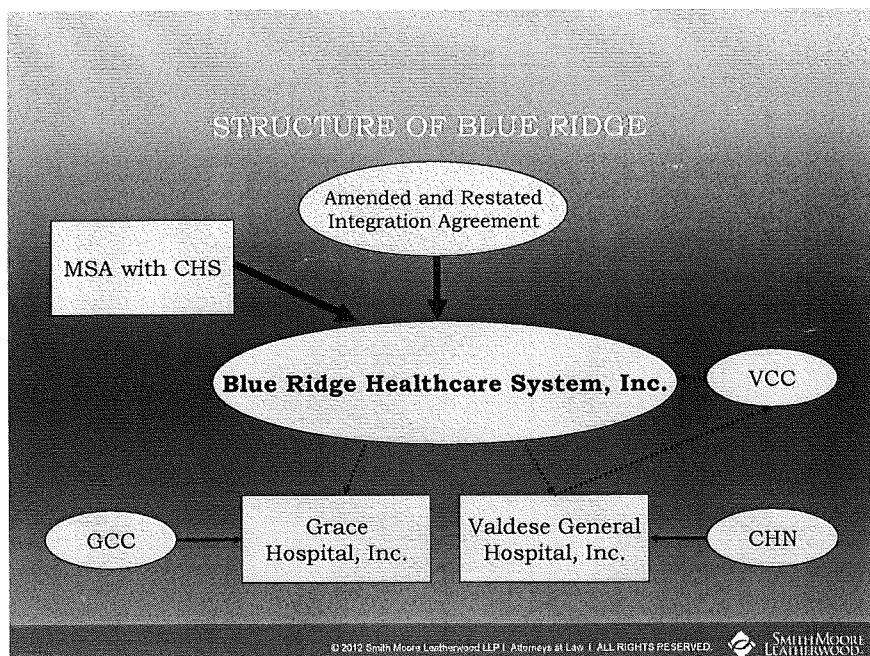 STRUCTURE OF BLUE RIDGE
Amended and Restated
Integration Agreement
MSA with CHS
Blue Ridge Healthcare System, Inc.
VCC
GCC
Grace
Hospital, Inc.
Valdese General
Hospital, Inc.
CHN
© 2012 Smith Moore Leatherwood LLP | Attorneys at Law | ALL RIGHTS RESERVED.
SMITH MOORE
LEATHERWOOD